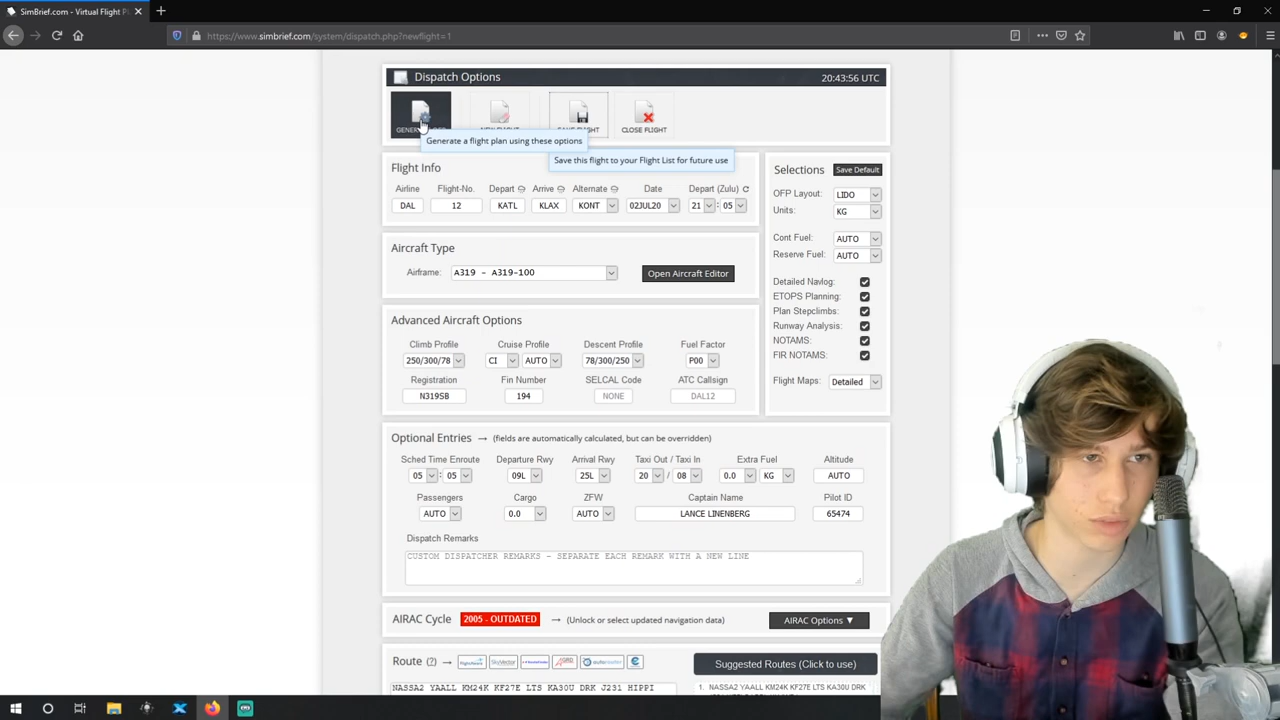 SimBrief.com - Virtual Flight Pl
https://www.simbrief.com/system/dispatch.php?newflight=1
Dispatch Options
20:43:56 UTC
CLOSE FLIGHT
Generate a flight plan using these options
Save this flight to your Flight List for future use
Flight Info
Airline Flight-No. Depart Arrive Alternate Date Depart (Zulu)
DAL 12 KATL KLAX KONT 02JUL20 21 : 05
Aircraft Type
Airframe: A319 - A319-100 Open Aircraft Editor
Advanced Aircraft Options
Climb Profile Cruise Profile Descent Profile Fuel Factor
250/300/78 CI AUTO 78/300/250 P00
Registration Fin Number SELCAL Code ATC Callsign
N319SB 194 NONE DAL12
Selections Save Default
OFP Layout: LIDO
Units: KG
Cont Fuel: AUTO
Reserve Fuel: AUTO
Detailed Navlog:
ETOPS Planning:
Plan Stepclimbs:
Runway Analysis:
NOTAMS:
FIR NOTAMS:
Flight Maps: Detailed
Optional Entries → (fields are automatically calculated, but can be overridden)
Sched Time Enroute Departure Rwy Arrival Rwy Taxi Out / Taxi In Extra Fuel Altitude
05 : 05 09L 25L 20 / 08 0.0 KG AUTO
Passengers Cargo ZFW Captain Name Pilot ID
AUTO 0.0 AUTO LANCE LINENBERG 65474
Dispatch Remarks
CUSTOM DISPATCHER REMARKS - SEPARATE EACH REMARK WITH A NEW LINE
AIRAC Cycle 2005 - OUTDATED → (Unlock or select updated navigation data) AIRAC Options ▼
Route (?) → FlightAware SkyVector autorouter Suggested Routes (Click to use)
NASSA2 YAALL KM24K KF27E LTS KA30U DRK J231 HIPPI
1. NASSA2 YAALL KM24K KF27E LTS KA30U DRK